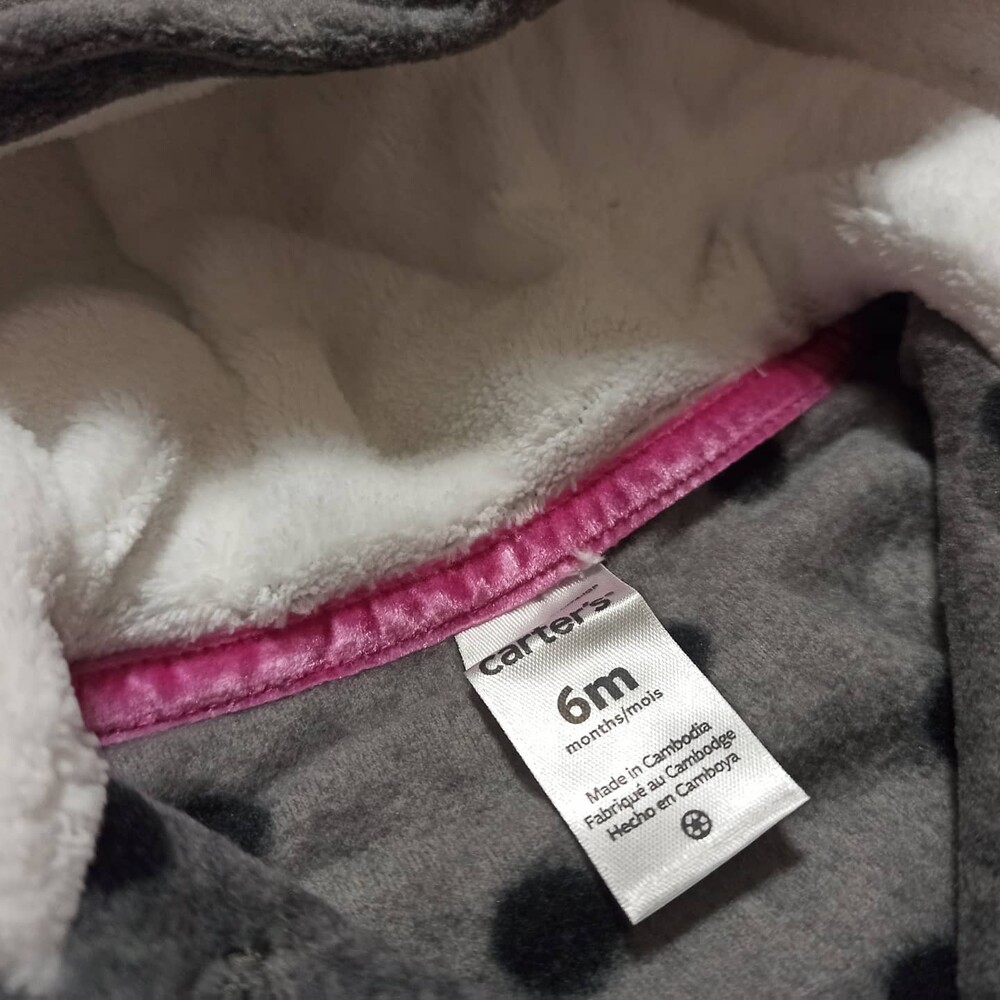 carter's
6m
months/mois
Made in Cambodia
Fabriqué au Cambodge
Hecho en Camboya